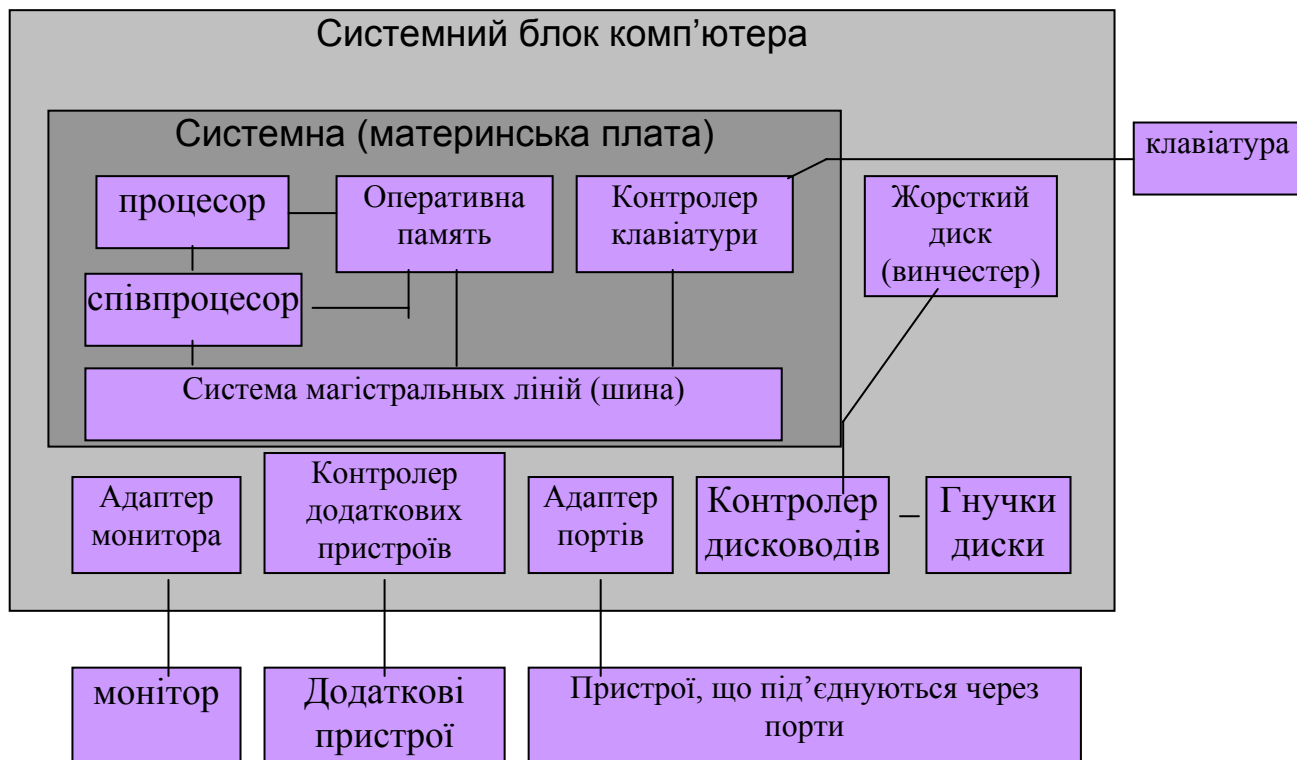 Системний блок комп’ютера
Системна (материнська плата)
клавіатура
процесор
Оперативна
память
Контролер
клавіатури
Жорсткий
диск
(винчестер)
співпроцесор
Система магістральных ліній (шина)
Адаптер
монитора
Контролер
додаткових
пристроїв
Адаптер
портів
Контролер
дисководів
Гнучки
диски
монітор
Додаткові
пристрої
Пристрої, що під’єднуються через
порти